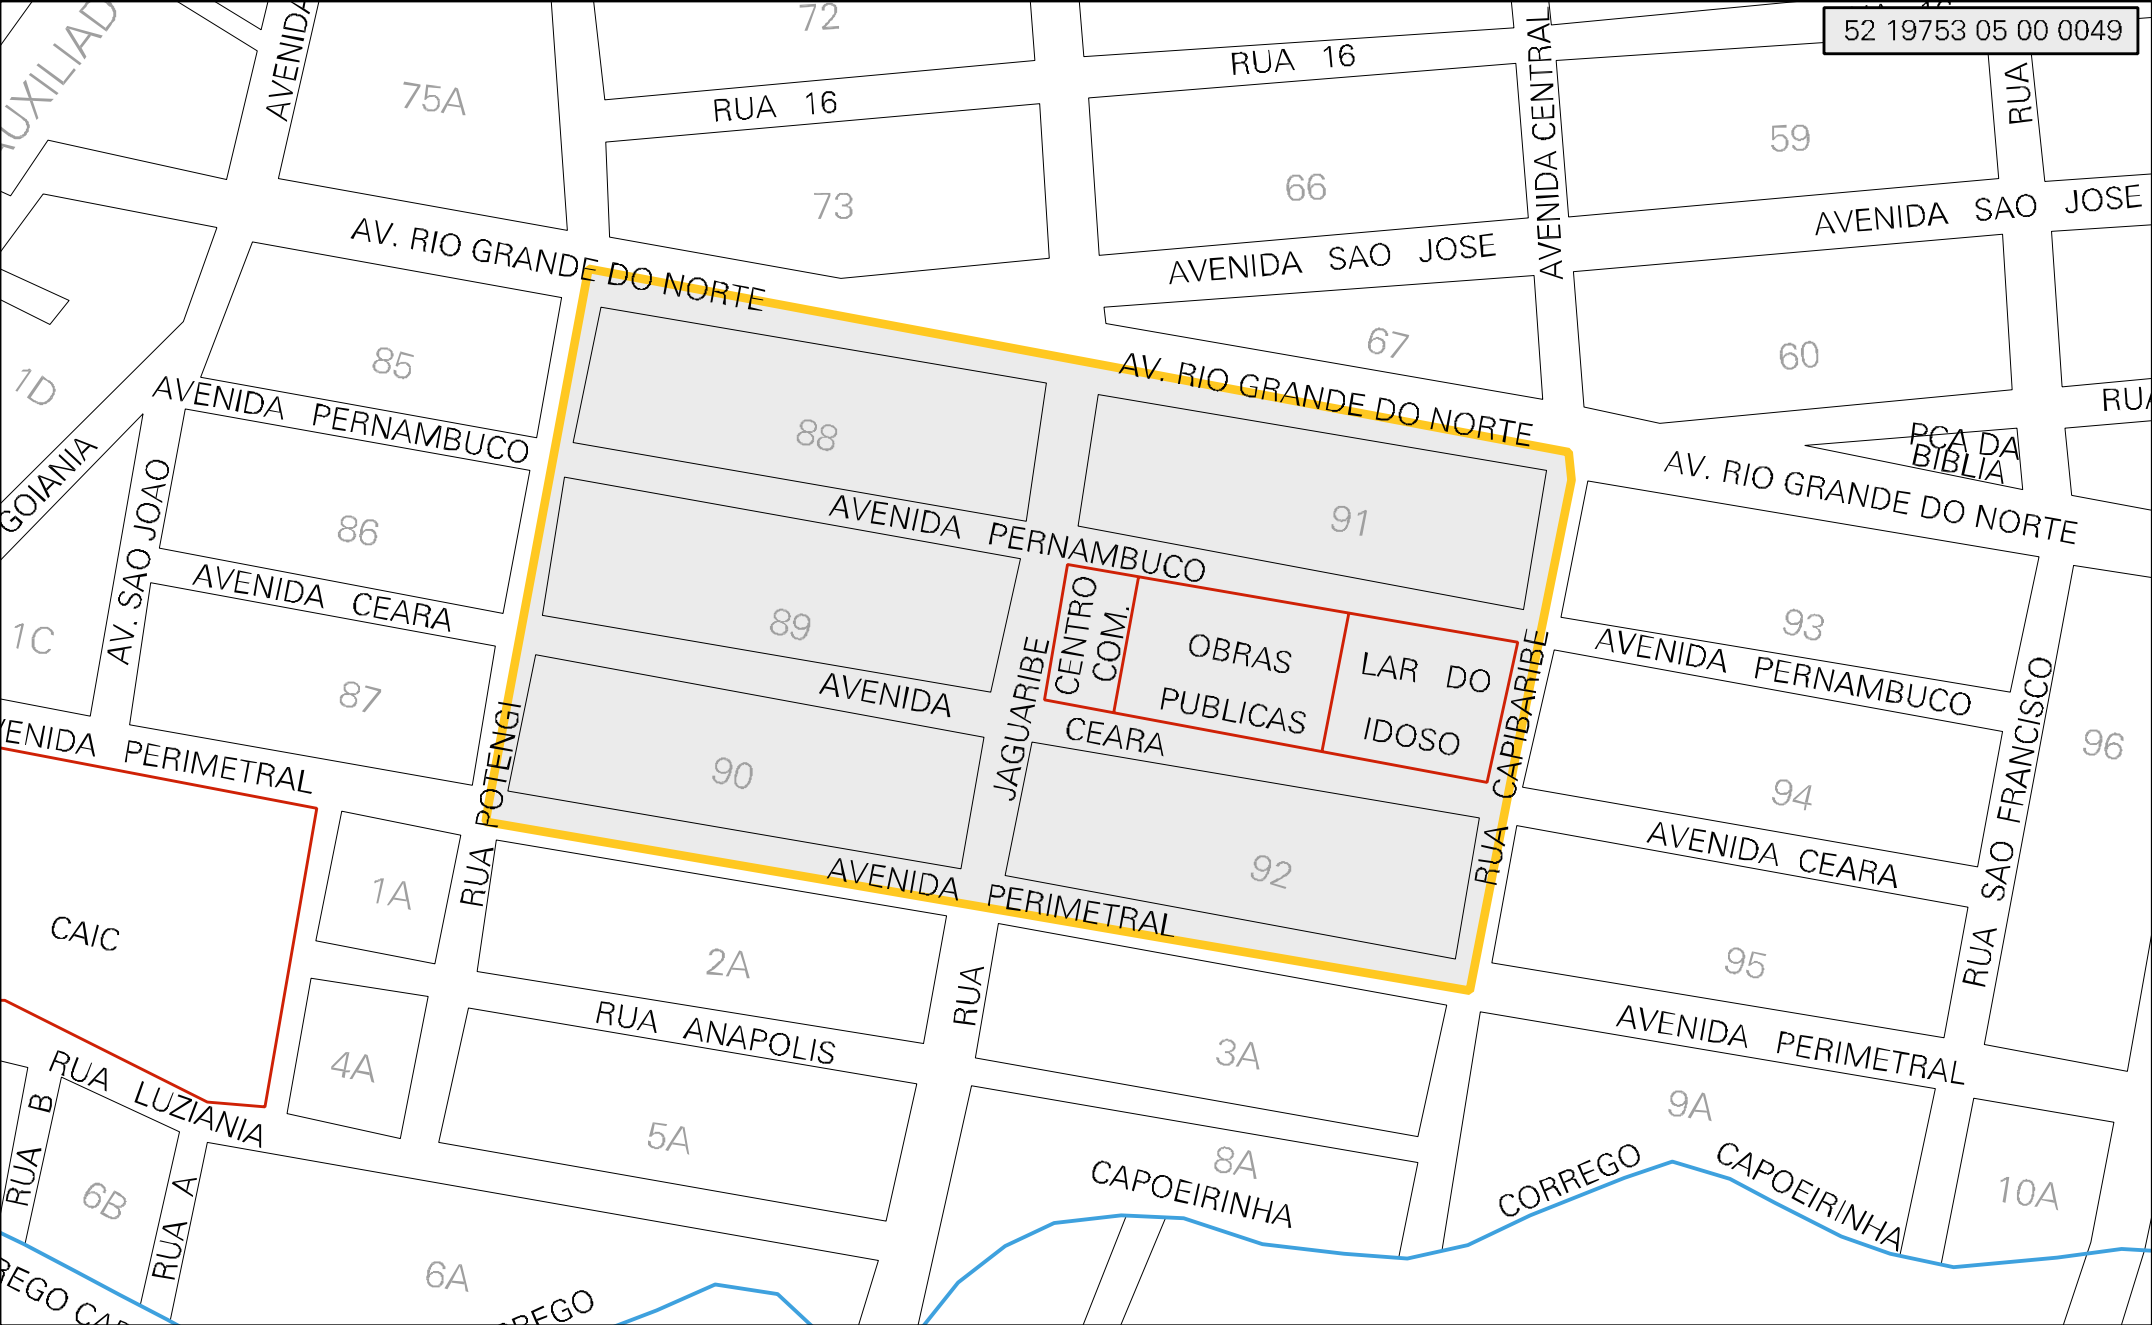 72
52 19753 05 00 0049
AVENIDA
75A
RUA 16
RUA 16
AVENIDA CENTRAL
59
RUA
73
66
AV. RIO GRANDE DO NORTE
AVENIDA SAO JOSE
AVENIDA SAO JOSE
85
1D
88
67
60
AV. RIO GRANDE DO NORTE
RUA
AVENIDA PERNAMBUCO
PCA DA
BIBLIA
AV. RIO GRANDE DO NORTE
GOIANIA
86
AVENIDA PERNAMBUCO
91
AV. SAO JOAO
AVENIDA CEARA
89
CENTRO
COM.
OBRAS
PUBLICAS
LAR DO
IDOSO
93
AVENIDA PERNAMBUCO
1C
87
AVENIDA CEARA
RUA JAGUARIBE
RUA CAPIBARIBE
RUA SAO FRANCISCO
96
AVENIDA PERIMETRAL
RUA POTENGI
90
94
AVENIDA CEARA
AVENIDA PERIMETRAL
92
CAIC
1A
2A
95
RUA ANAPOLIS
3A
AVENIDA PERIMETRAL
4A
RUA LUZIANIA
RUA B
5A
8A
9A
CAPOEIRINHA
CORREGO CAPOEIRINHA
10A
6B
RUA A
6A